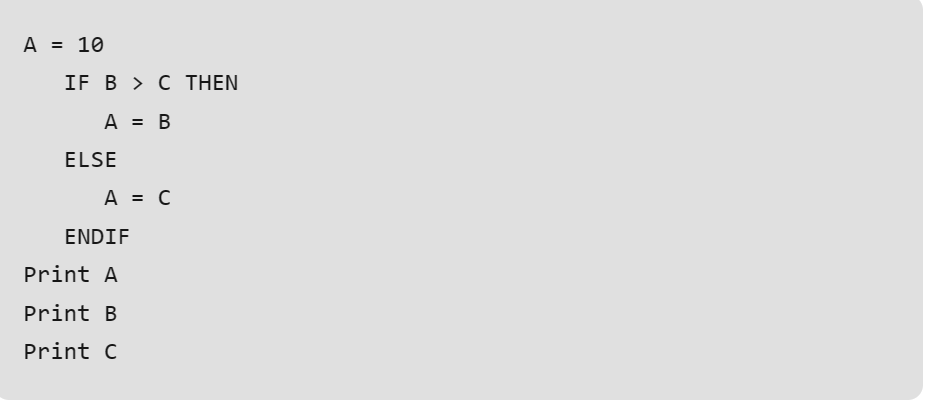 A = 10
IF B > C THEN
A = B
ELSE
A = C
ENDIF
Print A
Print B
Print C